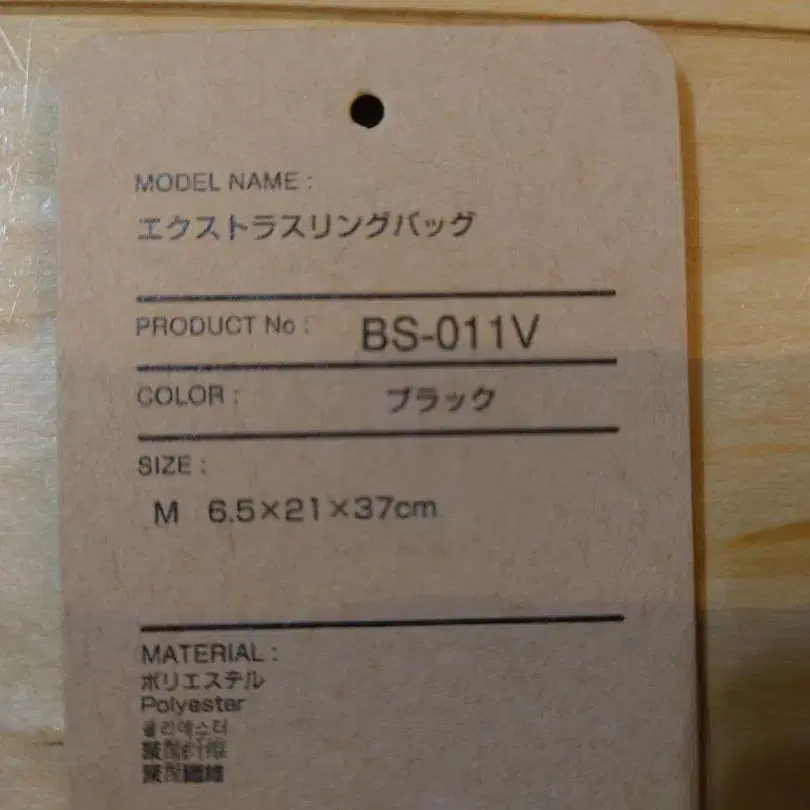 MODEL NAME :
エクストラスリングバッグ
PRODUCT No : BS-011V
COLOR : ブラック
SIZE :
M 6.5×21×37cm
MATERIAL :
ポリエステル
Polyester
폴리에스터